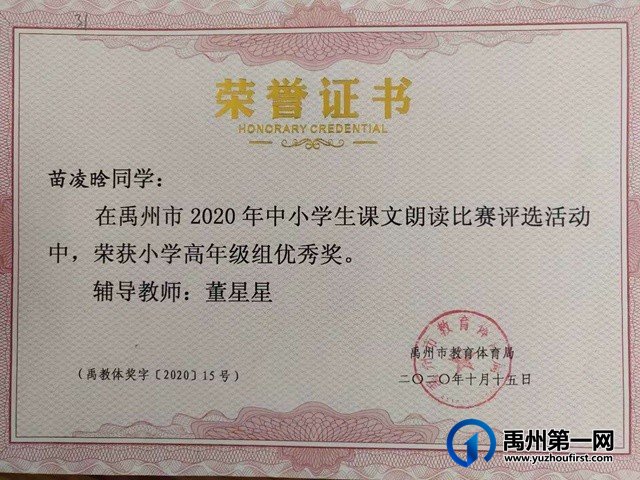 31
荣誉证书
HONORARY CREDENTIAL
苗凌晗同学：
在禹州市2020年中小学生课文朗读比赛评选活动
中，荣获小学高年级组优秀奖。
辅导教师：董星星
禹州市教育体育局
（禹教体奖字〔2020〕15号）
二〇二〇年十月十五日
禹州第一网
www.yuzhoufirst.com